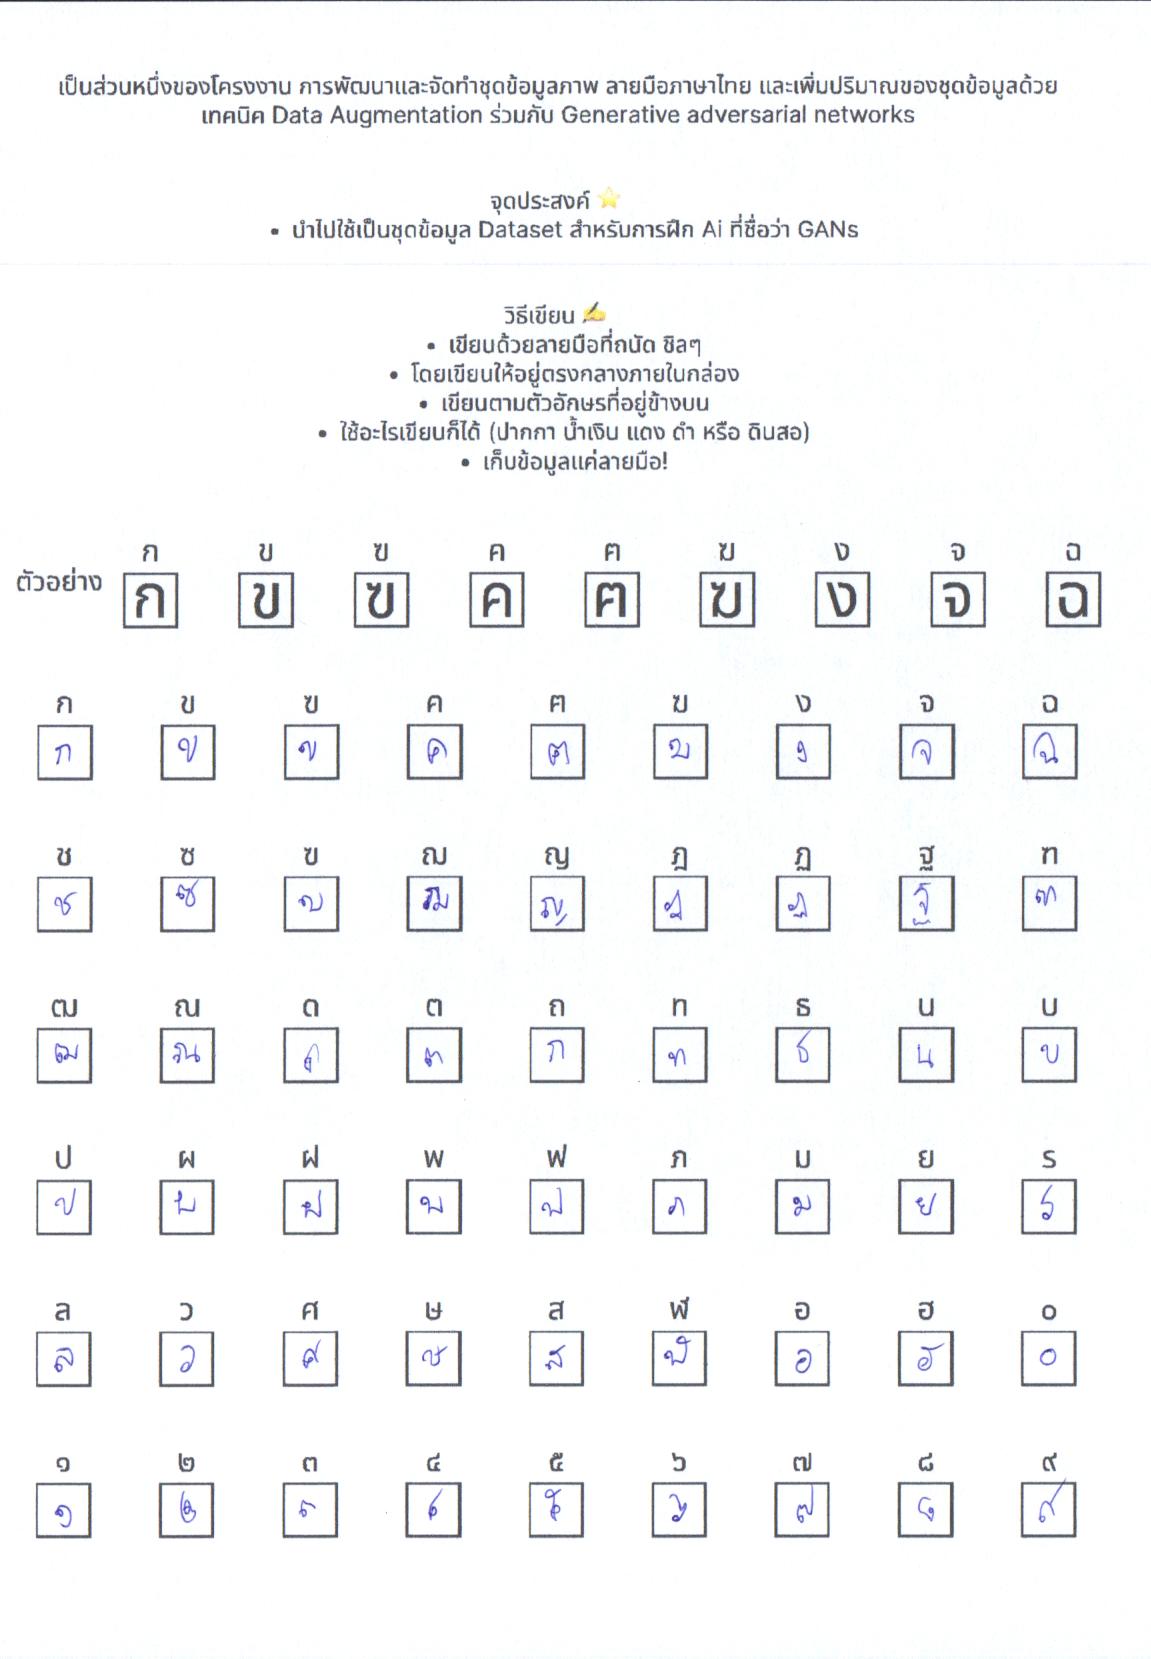 เป็นส่วนหนึ่งของโครงงาน การพัฒนาและจัดทำชุดข้อมูลภาพ ลายมือภาษาไทย และเพิ่มปริมาณของชุดข้อมูลด้วย
เทคนิค Data Augmentation ร่วมกับ Generative adversarial networks
จุดประสงค์ ⭐
• นำไปใช้เป็นชุดข้อมูล Dataset สำหรับการฝึก Ai ที่ชื่อว่า GANs
วิธีเขียน ✍
• เขียนด้วยลายมือที่ถนัด ชิลๆ
• โดยเขียนให้อยู่ตรงกลางภายในกล่อง
• เขียนตามตัวอักษรที่อยู่ข้างบน
• ใช้อะไรเขียนก็ได้ (ปากกา น้ำเงิน แดง ดำ หรือ ดินสอ)
• เก็บข้อมูลแค่ลายมือ!
ก ข ฃ ค ฅ ฆ ง จ ฉ
ตัวอย่าง ก ข ฃ ค ฅ ฆ ง จ ฉ
ก ข ฃ ค ฅ ฆ ง จ ฉ
ก ข ฃ ค ฅ ฆ ง จ ฉ
ช ซ ฃ ฌ ญ ฎ ฏ ฐ ฑ
ช ซ ฃ ฌ ญ ฎ ฏ ฐ ฑ
ฒ ณ ด ต ถ ท ธ น บ
ฒ ณ ด ต ถ ท ธ น บ
ป ผ ฝ พ ฟ ภ ม ย ร
ป ผ ฝ พ ฟ ภ ม ย ร
ล ว ศ ษ ส ฬ อ ฮ ๐
ล ว ศ ษ ส ฬ อ ฮ ๐
๑ ๒ ๓ ๔ ๕ ๖ ๗ ๘ ๙
๑ ๒ ๓ ๔ ๕ ๖ ๗ ๘ ๙